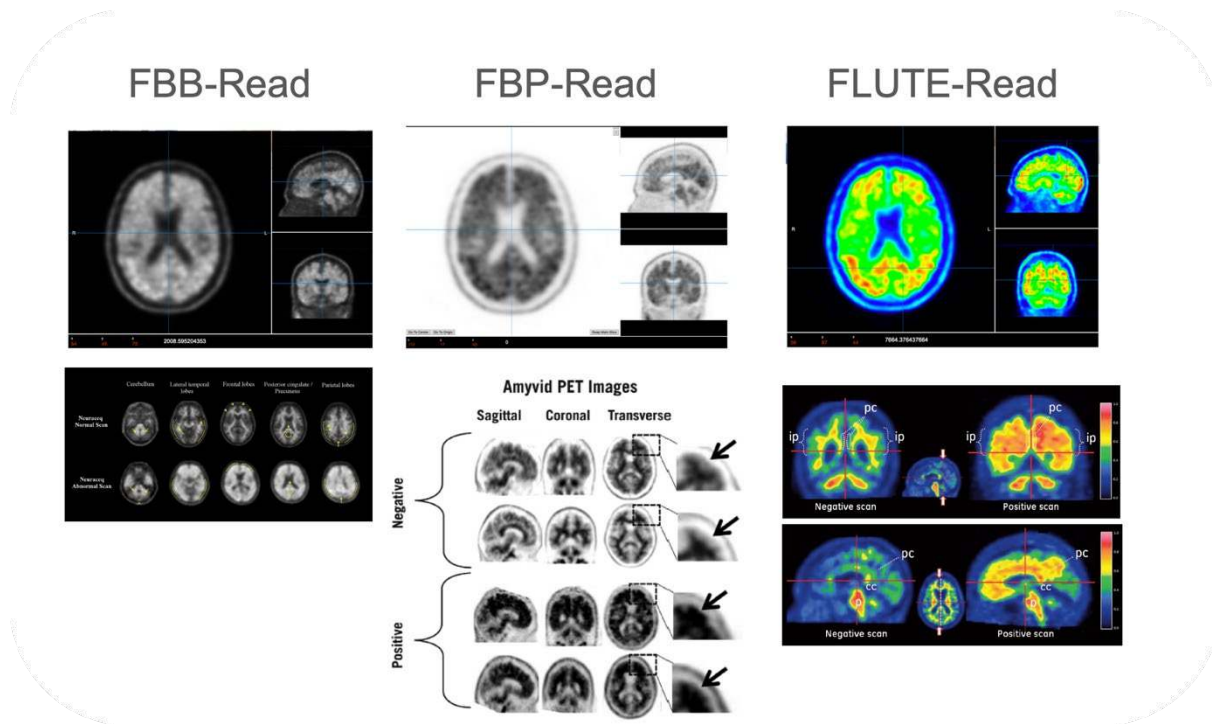 FBB-Read
FBP-Read
FLUTE-Read
R
L
2008.595204353
0
R
L
7664.376437664
Cerebellum
Lateral temporal
lobes
Frontal lobes
Posterior cingulate /
Precuneus
Parietal lobes
Neuraceq
Normal Scan
Neuraceq
Abnormal Scan
Amyvid PET Images
Sagittal
Coronal
Transverse
Negative
Positive
ip
pc
ip
ip
pc
ip
Negative scan
Positive scan
pc
cc
p
pc
cc
p
Negative scan
Positive scan